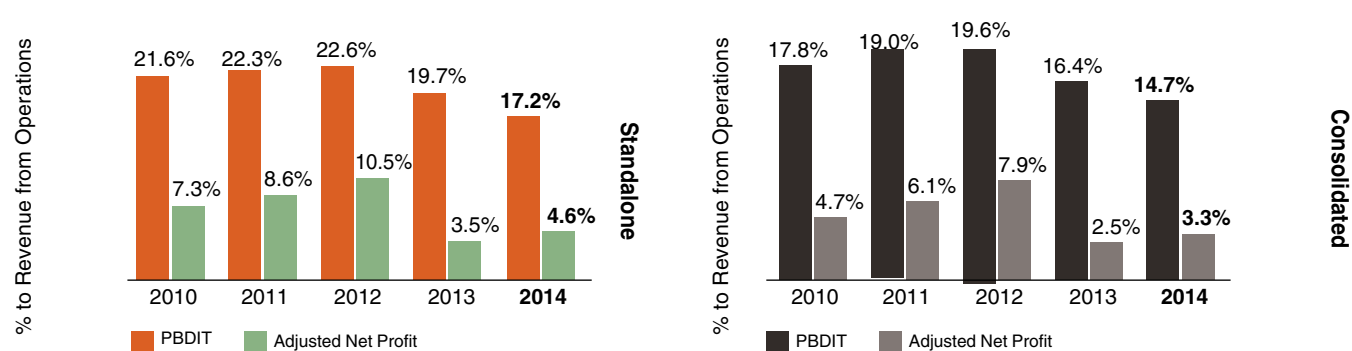 % to Revenue from Operations
21.6%
7.3%
22.3%
8.6%
22.6%
10.5%
19.7%
3.5%
17.2%
4.6%
2010 2011 2012 2013 2014
PBDIT Adjusted Net Profit
Standalone
% to Revenue from Operations
17.8%
4.7%
19.0%
6.1%
19.6%
7.9%
16.4%
2.5%
14.7%
3.3%
2010 2011 2012 2013 2014
PBDIT Adjusted Net Profit
Consolidated